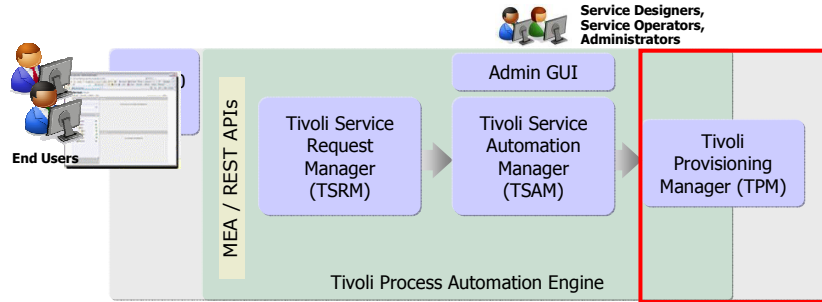 Service Designers,
Service Operators,
Administrators
End Users
)
MEA / REST APIs
Admin GUI
Tivoli Service
Request
Manager
(TSRM)
Tivoli Service
Automation
Manager
(TSAM)
Tivoli
Provisioning
Manager (TPM)
Tivoli Process Automation Engine